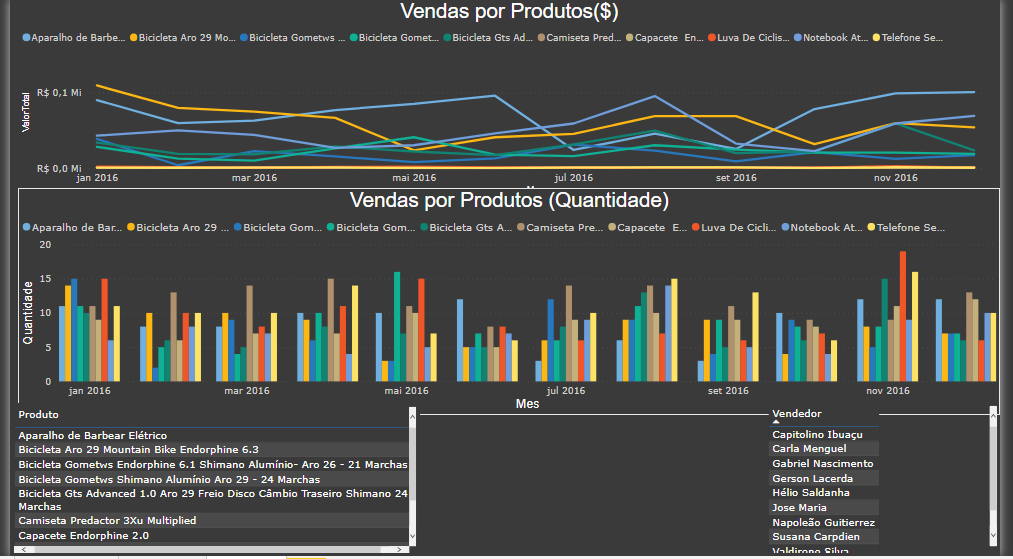 Vendas por Produtos($)
Aparalho de Barbe... Bicicleta Aro 29 Mo... Bicicleta Gometws ... Bicicleta Gomet... Bicicleta Gts Ad... Camiseta Pred... Capacete En... Luva De Ciclis... Notebook At... Telefone Se...
ValorTotal
R$ 0,1 Mi
R$ 0,0 Mi
jan 2016 mar 2016 mai 2016 jul 2016 set 2016 nov 2016
Vendas por Produtos (Quantidade)
Aparalho de Bar... Bicicleta Aro 29 ... Bicicleta Gom... Bicicleta Gom... Bicicleta Gts A... Camiseta Pre... Capacete E... Luva De Cicli... Notebook At... Telefone Se...
Quantidade
20
15
10
5
0
jan 2016 mar 2016 mai 2016 jul 2016 set 2016 nov 2016
Mes
Produto
Aparalho de Barbear Elétrico
Bicicleta Aro 29 Mountain Bike Endorphine 6.3
Bicicleta Gometws Endorphine 6.1 Shimano Alumínio- Aro 26 - 21 Marchas
Bicicleta Gometws Shimano Alumínio Aro 29 - 24 Marchas
Bicicleta Gts Advanced 1.0 Aro 29 Freio Disco Câmbio Traseiro Shimano 24
Marchas
Camiseta Predactor 3Xu Multiplied
Capacete Endorphine 2.0
Vendedor
Capitolino Ibuaçu
Carla Menguel
Gabriel Nascimento
Gerson Lacerda
Hélio Saldanha
Jose Maria
Napoleão Guitierrez
Susana Carpdien
Valdirono Silva